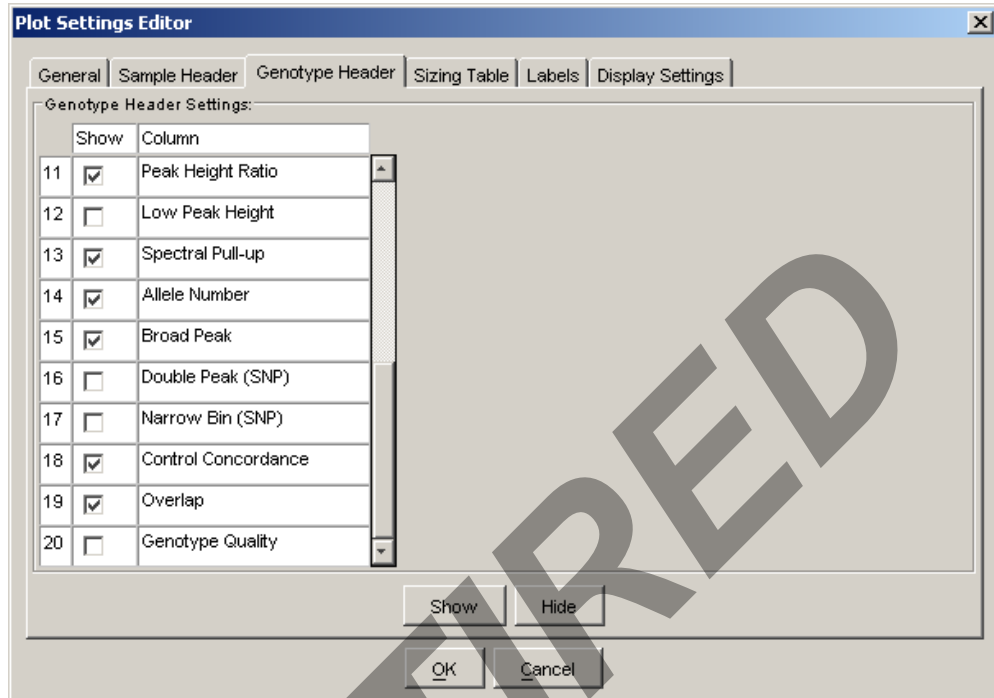 Plot Settings Editor
General Sample Header Genotype Header Sizing Table Labels Display Settings
Genotype Header Settings:
Show Column
11 Peak Height Ratio
12 Low Peak Height
13 Spectral Pull-up
14 Allele Number
15 Broad Peak
16 Double Peak (SNP)
17 Narrow Bin (SNP)
18 Control Concordance
19 Overlap
20 Genotype Quality
Show Hide
OK Cancel
TIRED